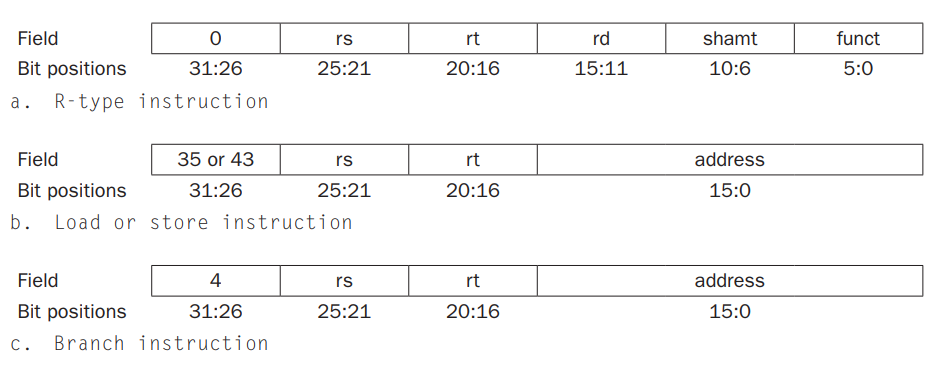 Field 0 rs rt rd shamt funct
Bit positions 31:26 25:21 20:16 15:11 10:6 5:0
a. R-type instruction
Field 35 or 43 rs rt address
Bit positions 31:26 25:21 20:16 15:0
b. Load or store instruction
Field 4 rs rt address
Bit positions 31:26 25:21 20:16 15:0
c. Branch instruction